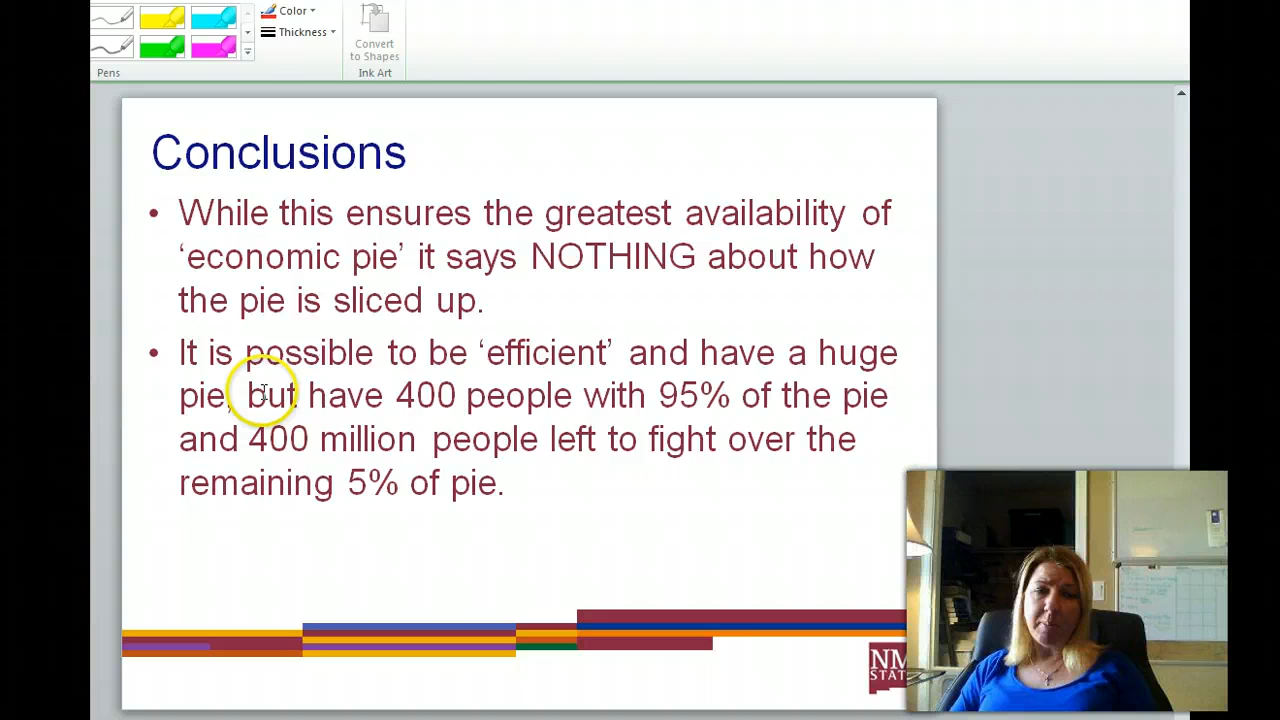 Color
Thickness
Convert
to Shapes
Pens
Ink Art
Conclusions
• While this ensures the greatest availability of
‘economic pie’ it says NOTHING about how
the pie is sliced up.
• It is possible to be ‘efficient’ and have a huge
pie, but have 400 people with 95% of the pie
and 400 million people left to fight over the
remaining 5% of pie.
NM
STAT